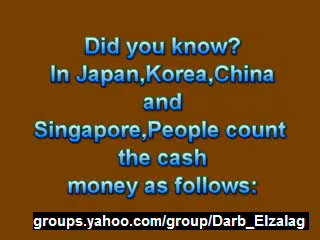 Did you know?
In Japan,Korea,China
and
Singapore,People count
the cash
money as follows:
groups.yahoo.com/group/Darb_Elzalag